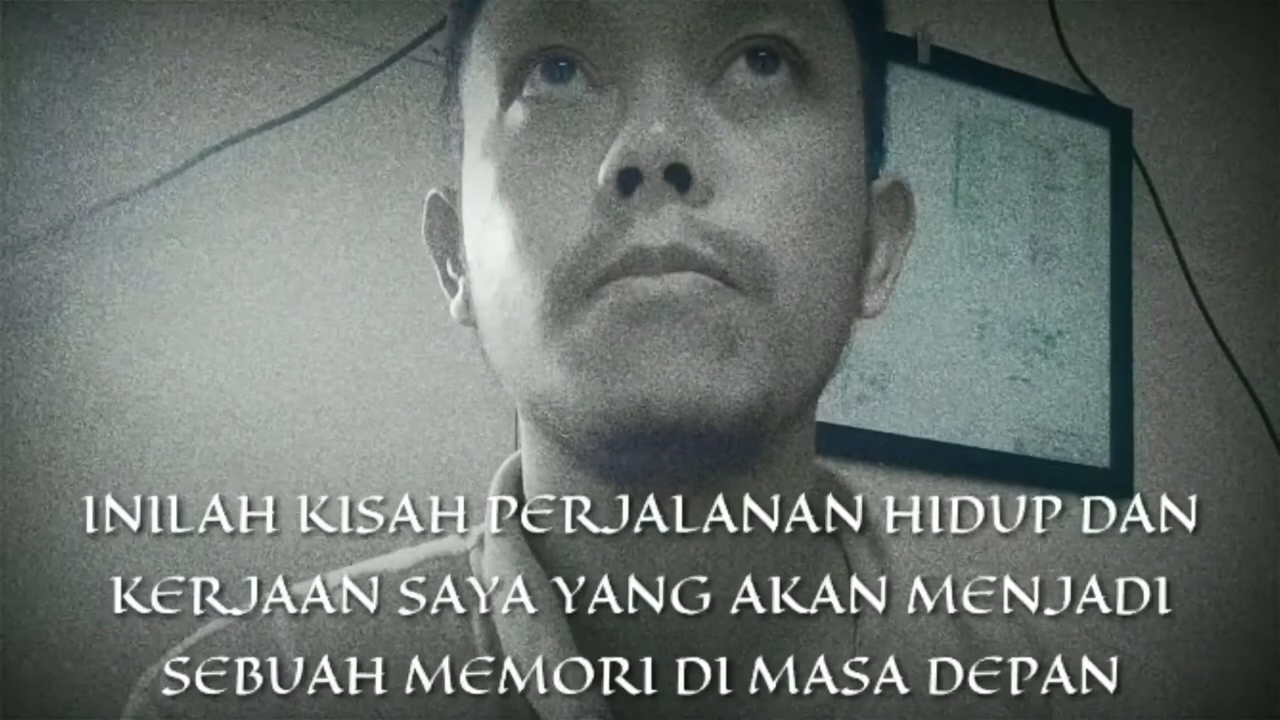 INILAH KISAH PERJALANAN HIDUP DAN
KERJAAN SAYA YANG AKAN MENJADI
SEBUAH MEMORI DI MASA DEPAN